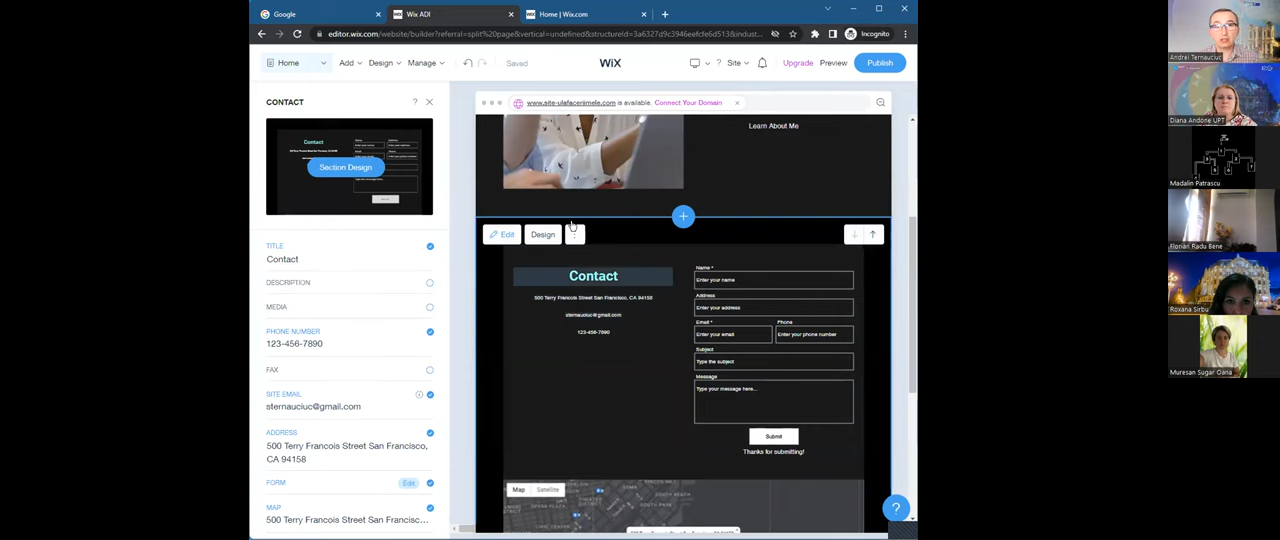 Google
Wix ADI
Home | Wix.com
editor.wix.com/website/builder?referral=split%20page&vertical=undefined&structureId=3a6327d9c3946eefcfe6d513&indust...
Incognito
Home
Add
Design
Manage
Saved
WiX
Site
Upgrade
Preview
Publish
CONTACT
Section Design
TITLE
Contact
DESCRIPTION
MEDIA
PHONE NUMBER
123-456-7890
FAX
SITE EMAIL
sternauciuc@gmail.com
ADDRESS
500 Terry Francois Street San Francisco,
CA 94158
FORM
Edit
MAP
500 Terry Francois Street San Francisc...
www.site-ulafaceriimele.com is available.
Connect Your Domain
Learn About Me
Edit
Design
Contact
500 Terry Francois Street San Francisco, CA 94158
sternauciuc@gmail.com
123-456-7890
Name *
Enter your name
Address
Enter your address
Email *
Phone
Enter your email
Enter your phone number
Subject
Type the subject
Message
Type your message here...
Submit
Thanks for submitting!
Map
Satellite
SOUTH BEACH
Andrei Ternauciuc
Diana Andone UPT
Madalin Patrascu
Florian Radu Bene
Roxana Sirbu
Muresan Sugar Oana